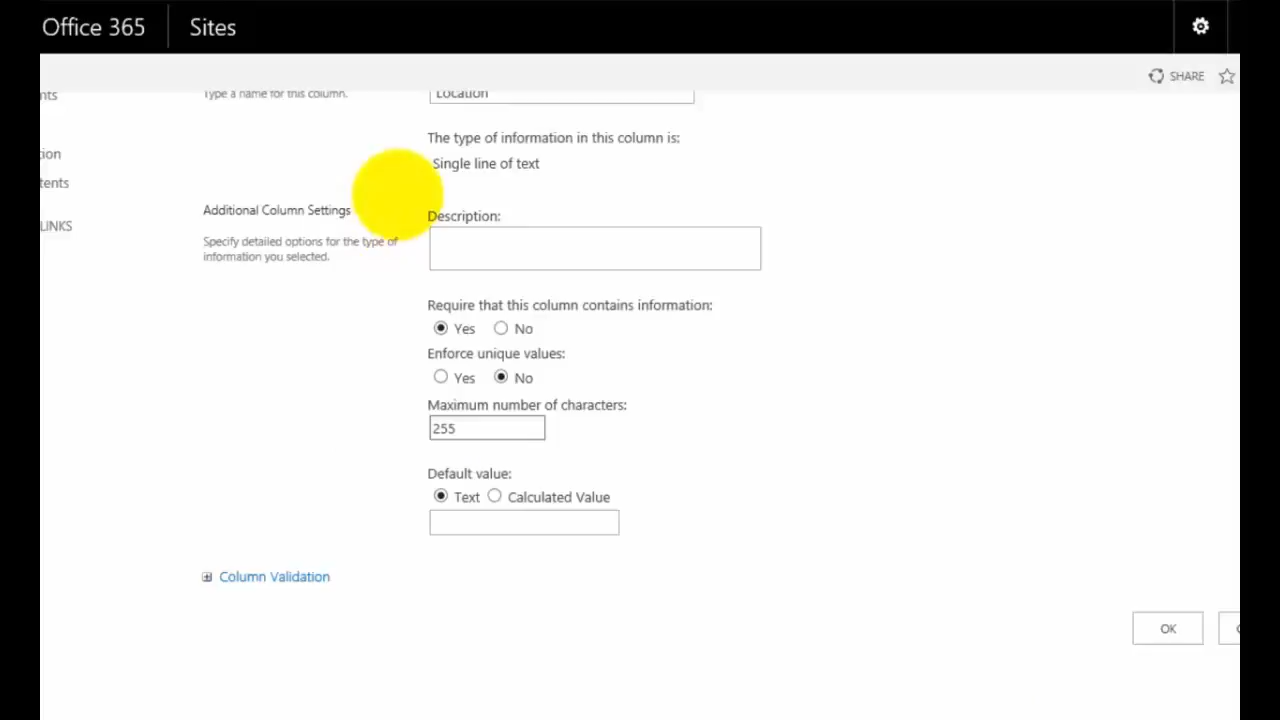 Office 365 Sites
SHARE
nts
Type a name for this column.
Location
The type of information in this column is:
Single line of text
ion
tents
LINKS
Additional Column Settings
Specify detailed options for the type of
information you selected.
Description:
Require that this column contains information:
Yes No
Enforce unique values:
Yes No
Maximum number of characters:
255
Default value:
Text Calculated Value
Column Validation
OK